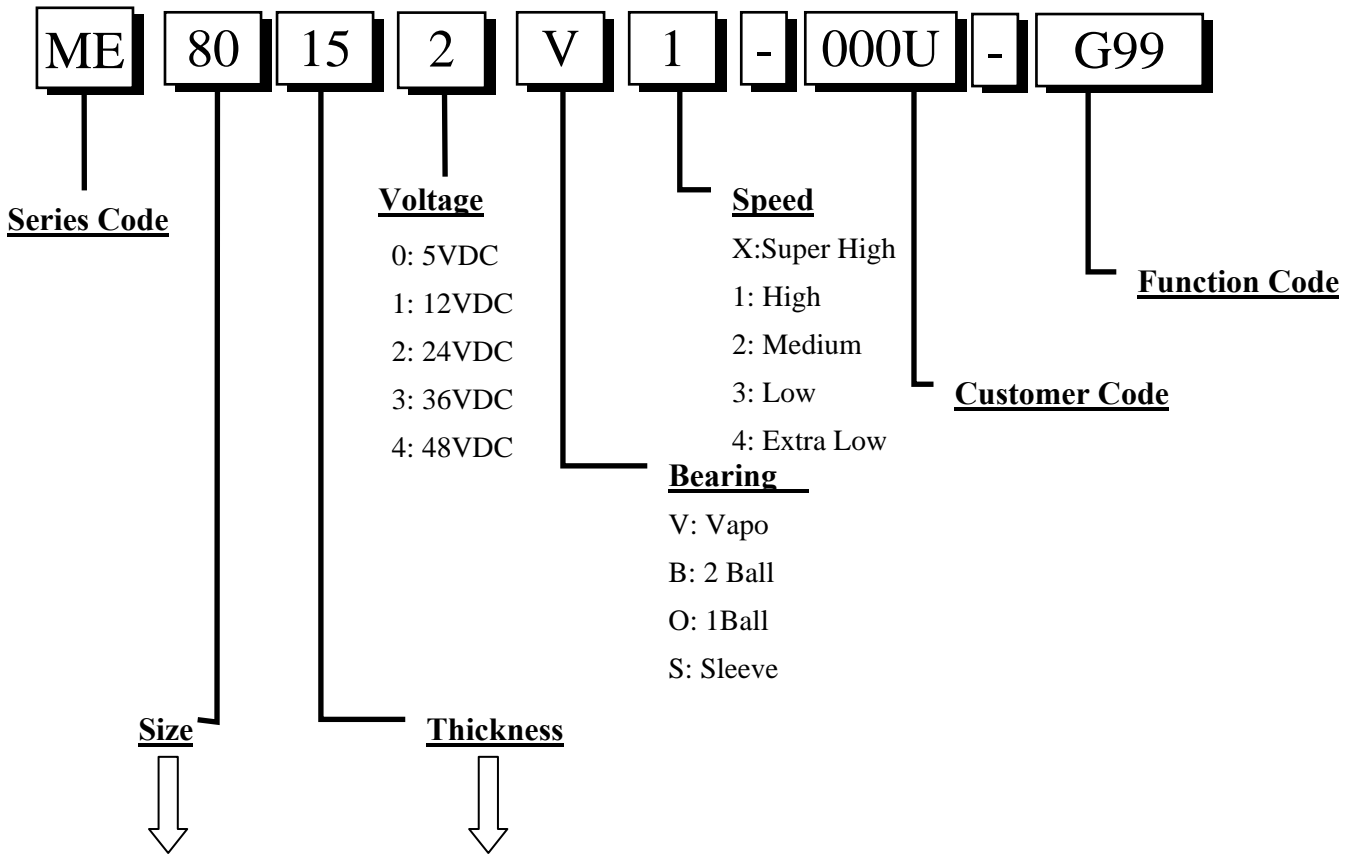 ME 80 15 2 V 1 - 000U - G99
Series Code
Voltage
0: 5VDC
1: 12VDC
2: 24VDC
3: 36VDC
4: 48VDC
Speed
X:Super High
1: High
2: Medium
3: Low
4: Extra Low
Function Code
Customer Code
Bearing
V: Vapo
B: 2 Ball
O: 1Ball
S: Sleeve
Size
Thickness